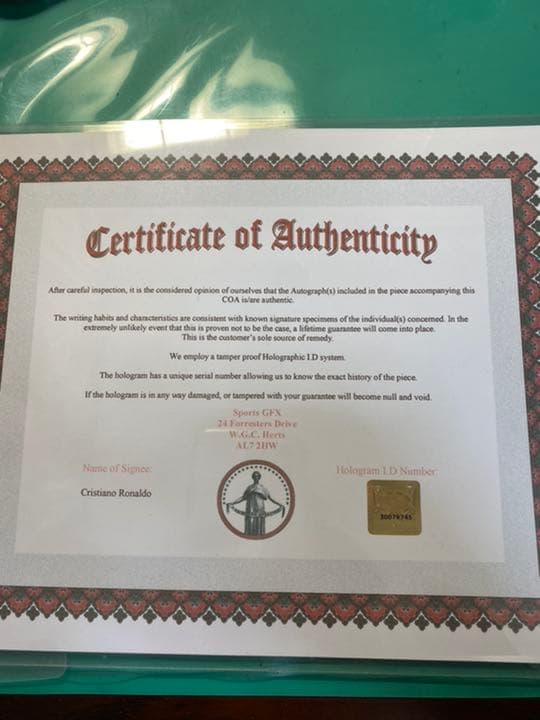 Certificate of Authenticity
After careful inspection, it is the considered opinion of ourselves that the Autograph(s) included in the piece accompanying this
COA is/are authentic.
The writing habits and characteristics are consistent with known signature specimens of the individual(s) concerned. In the
extremely unlikely event that this is proven not to be the case, a lifetime guarantee will come into place.
This is the customer's sole source of remedy.
We employ a tamper proof Holographic I.D system.
The hologram has a unique serial number allowing us to know the exact history of the piece.
If the hologram is in any way damaged, or tampered with your guarantee will become null and void.
Sports GFX
24 Forresters Drive
W.G.C. Herts
AL7 2HW
Name of Signee:
Hologram I.D Number:
Cristiano Ronaldo
30079745